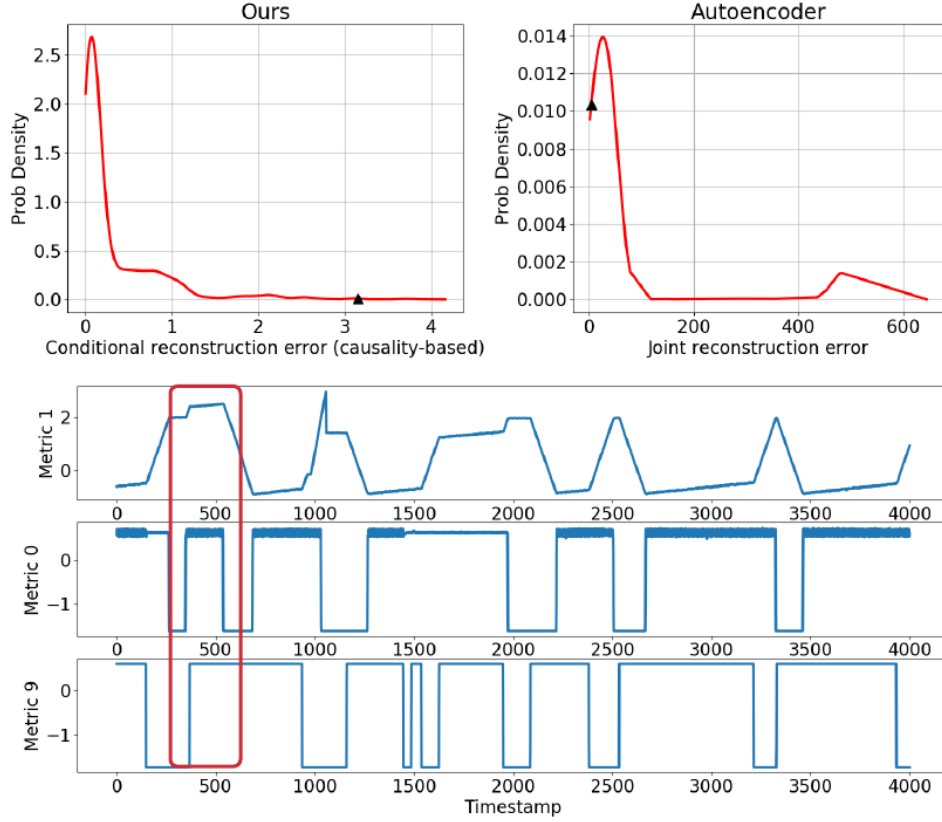 Ours
Autoencoder
Prob Density
2.5
2.0
1.5
1.0
0.5
0.0
0 1 2 3 4
Conditional reconstruction error (causality-based)
Prob Density
0.014
0.012
0.010
0.008
0.006
0.004
0.002
0.000
0 200 400 600
Joint reconstruction error
Metric 1
2
0
0 500 1000 1500 2000 2500 3000 3500 4000
Metric 0
0
−1
0 500 1000 1500 2000 2500 3000 3500 4000
Metric 9
0
−1
0 500 1000 1500 2000 2500 3000 3500 4000
Timestamp